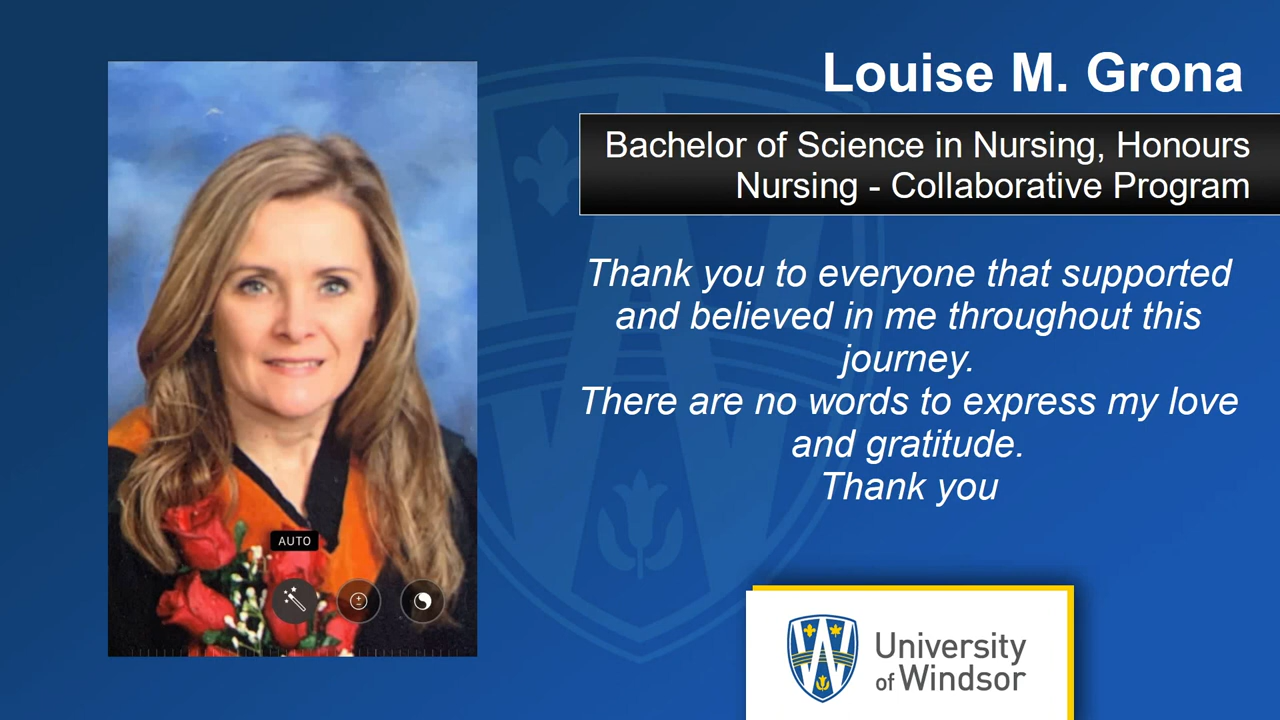 Louise M. Grona
Bachelor of Science in Nursing, Honours
Nursing - Collaborative Program
Thank you to everyone that supported
and believed in me throughout this
journey.
There are no words to express my love
and gratitude.
Thank you
AUTO
University
of Windsor